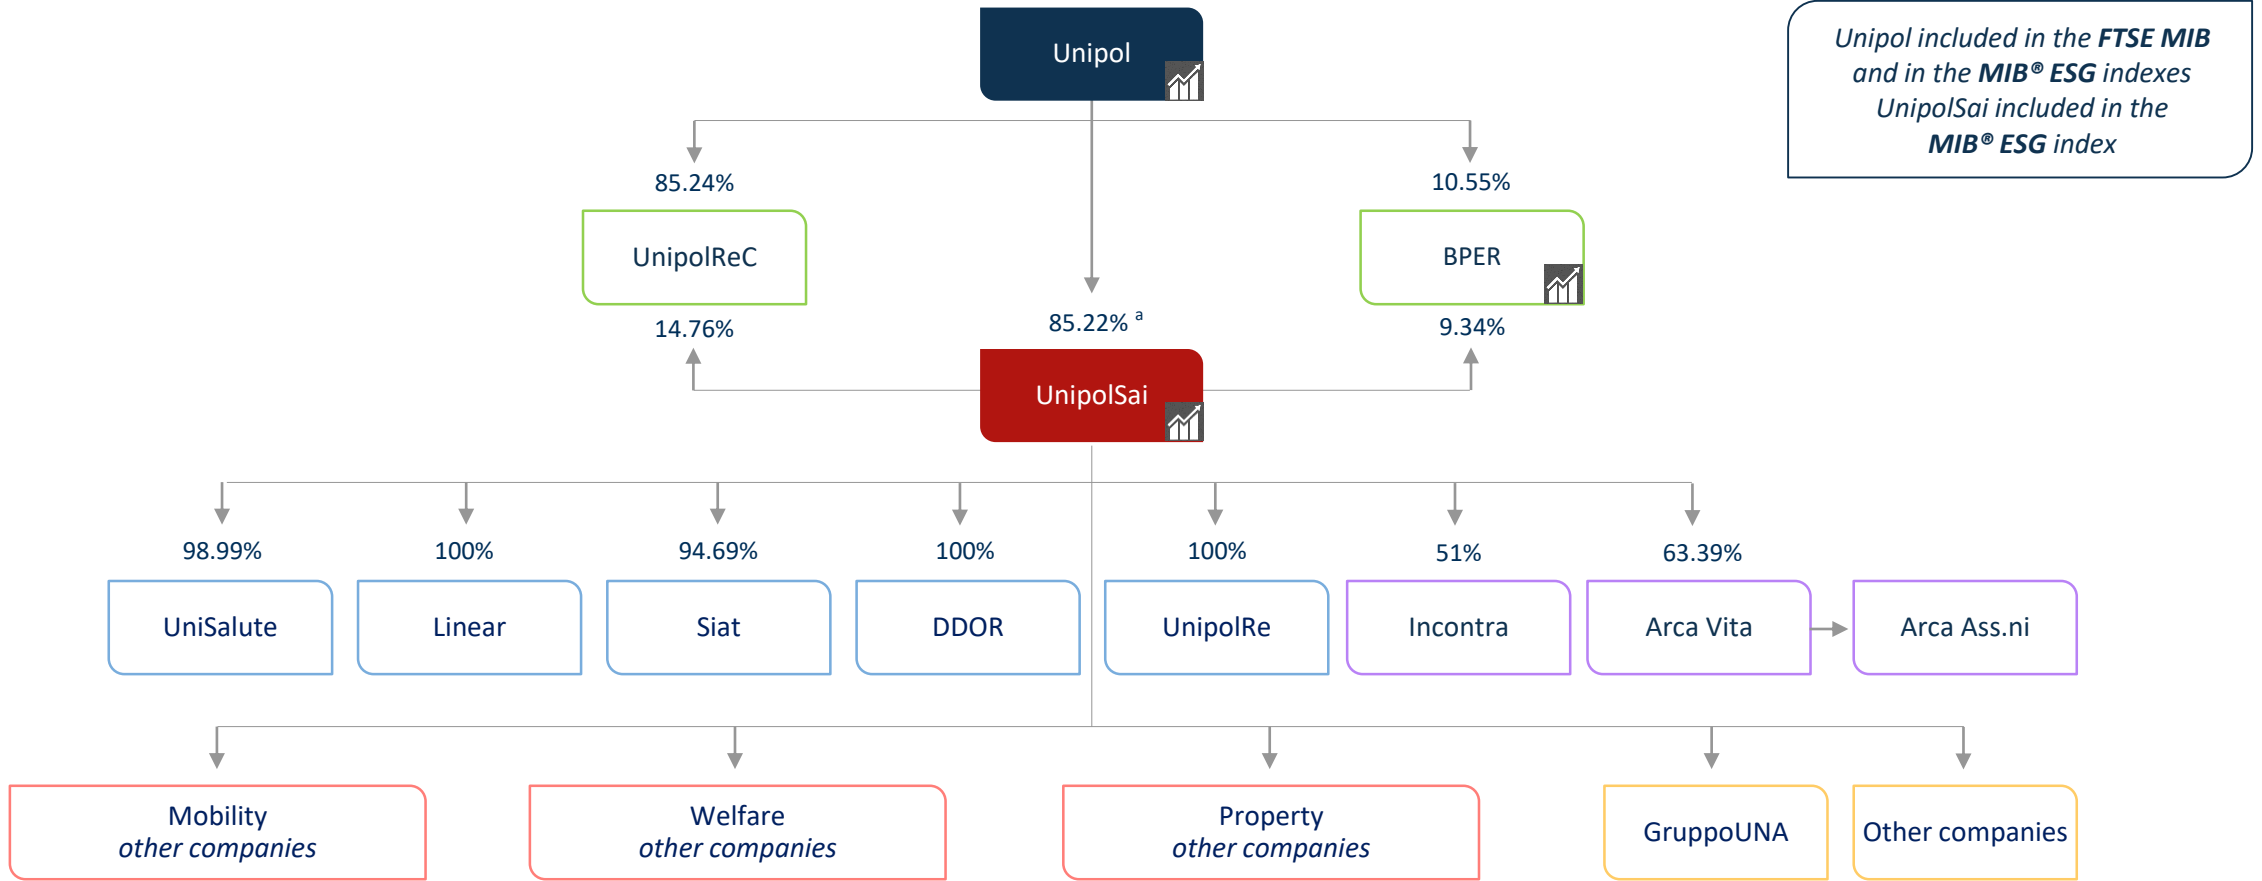 Unipol
Unipol included in the FTSE MIB
and in the MIB® ESG indexes
UnipolSai included in the
MIB® ESG index
85.24%
10.55%
UnipolReC
BPER
14.76%
85.22% a
9.34%
UnipolSai
98.99%
100%
94.69%
100%
100%
51%
63.39%
UniSalute
Linear
Siat
DDOR
UnipolRe
Incontra
Arca Vita
Arca Ass.ni
Mobility
other companies
Welfare
other companies
Property
other companies
GruppoUNA
Other companies